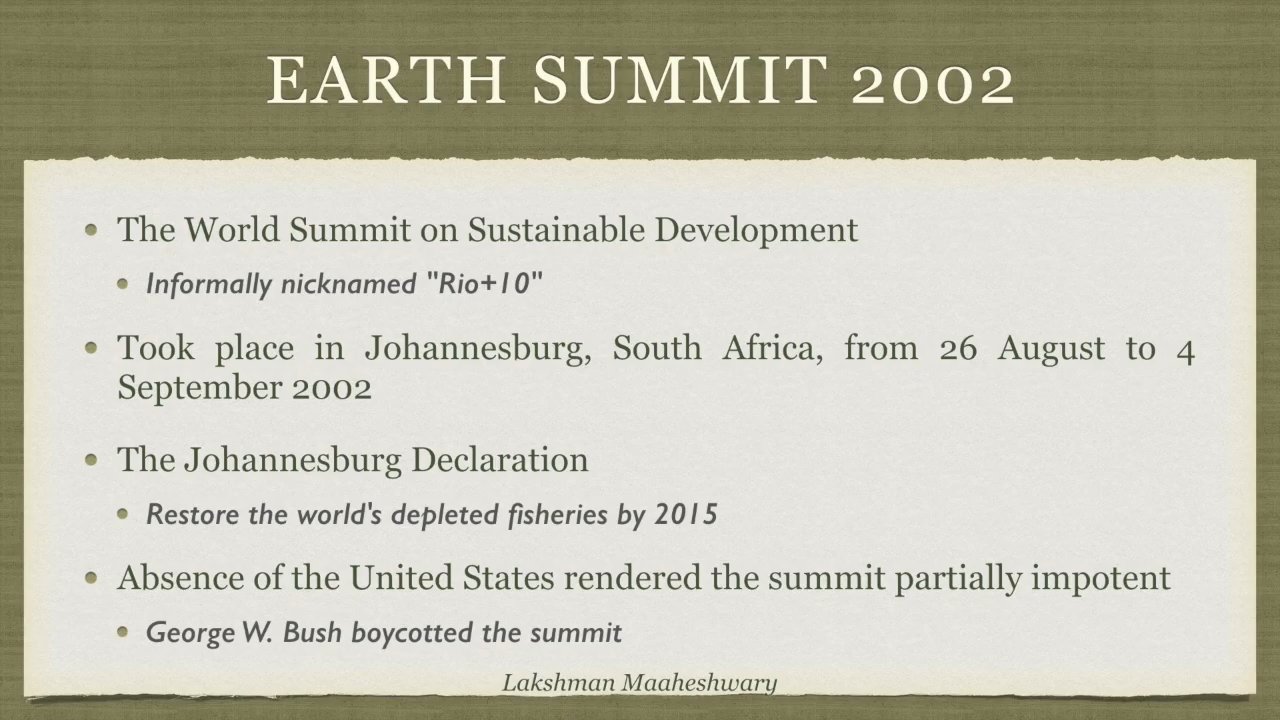 EARTH SUMMIT 2002
• The World Summit on Sustainable Development
• Informally nicknamed "Rio+10"
• Took place in Johannesburg, South Africa, from 26 August to 4
September 2002
• The Johannesburg Declaration
• Restore the world's depleted fisheries by 2015
• Absence of the United States rendered the summit partially impotent
• George W. Bush boycotted the summit
Lakshman Maaheshwary